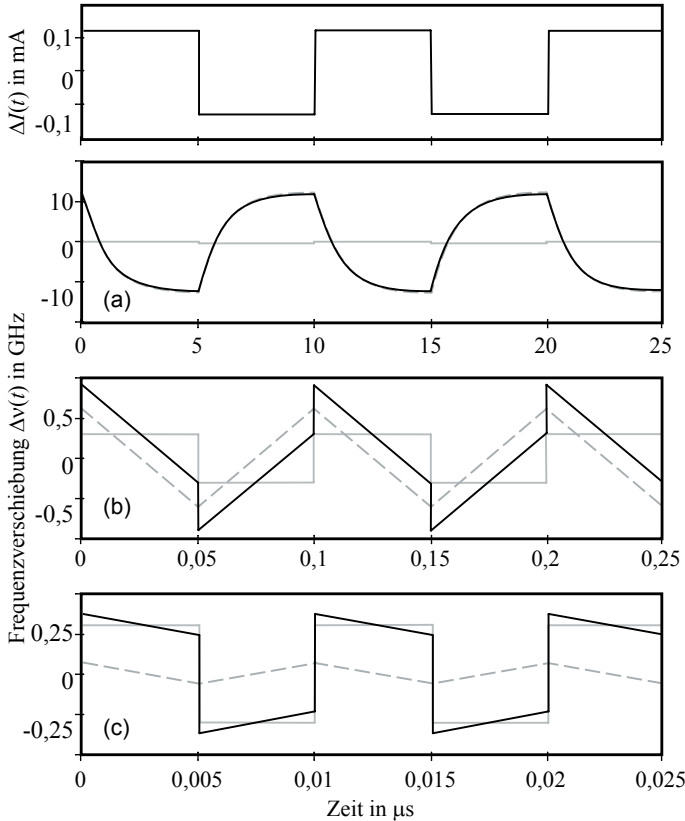 ΔI(t) in mA
0,1
0
-0,1
Frequenzverschiebung Δν(t) in GHz
10
0
-10
(a)
0 5 10 15 20 25
0,5
0
-0,5
(b)
0 0,05 0,1 0,15 0,2 0,25
0,25
0
-0,25
(c)
0 0,005 0,01 0,015 0,02 0,025
Zeit in µs